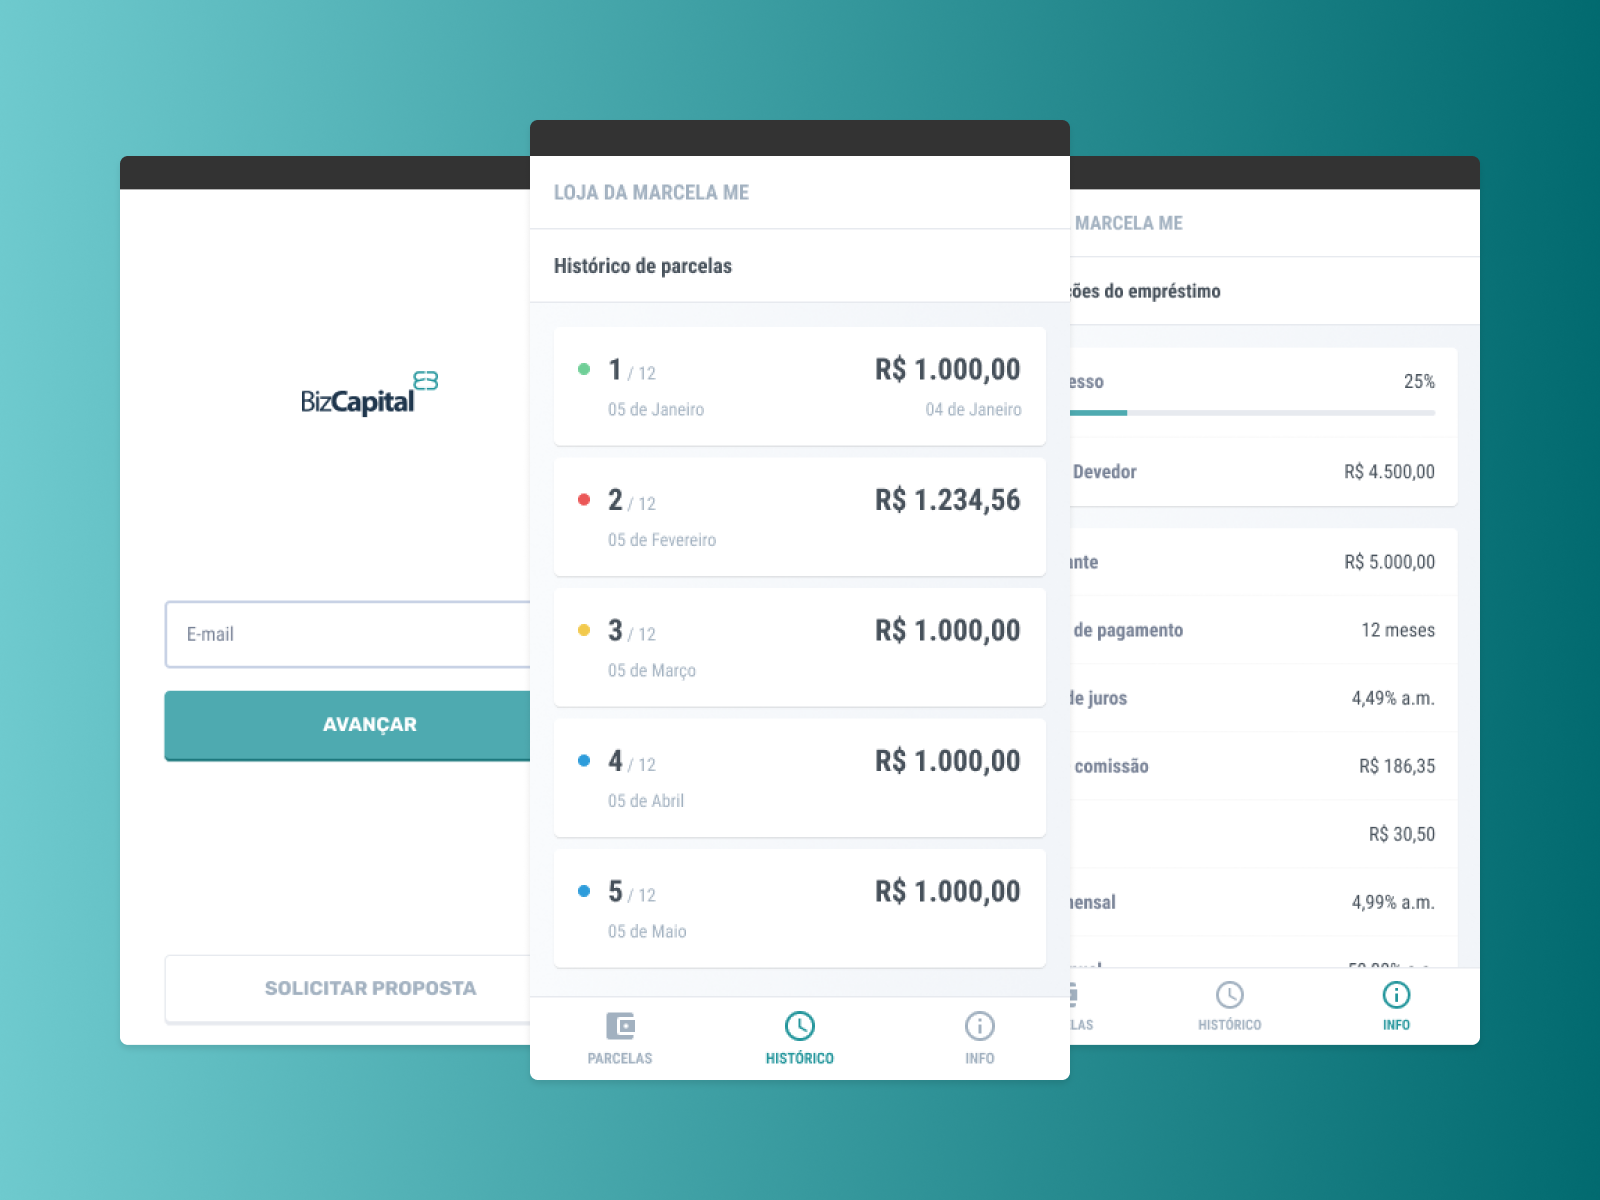 BizCapital
E-mail
AVANÇAR
SOLICITAR PROPOSTA
LOJA DA MARCELA ME
Histórico de parcelas
1 / 12 R$ 1.000,00
05 de Janeiro 04 de Janeiro
2 / 12 R$ 1.234,56
05 de Fevereiro
3 / 12 R$ 1.000,00
05 de Março
4 / 12 R$ 1.000,00
05 de Abril
5 / 12 R$ 1.000,00
05 de Maio
PARCELAS HISTÓRICO INFO
MARCELA ME
ções do empréstimo
esso 25%
Devedor R$ 4.500,00
ante R$ 5.000,00
de pagamento 12 meses
de juros 4,49% a.m.
comissão R$ 186,35
R$ 30,50
ensal 4,99% a.m.
LAS HISTÓRICO INFO